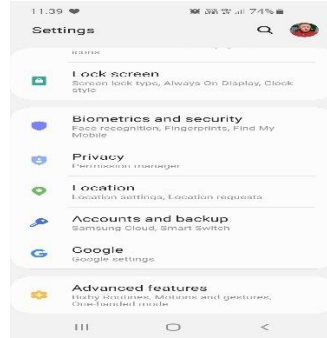 11.39
74%
Settings
icons
Lock screen
Screen lock type, Always On Display, Clock
style
Biometrics and security
Face recognition, Fingerprints, Find My
Mobile
Privacy
Permission manager
Location
Location settings, Location requests
Accounts and backup
Samsung Cloud, Smart Switch
Google
Google settings
Advanced features
Bixby Routines, Motions and gestures,
One-handed mode